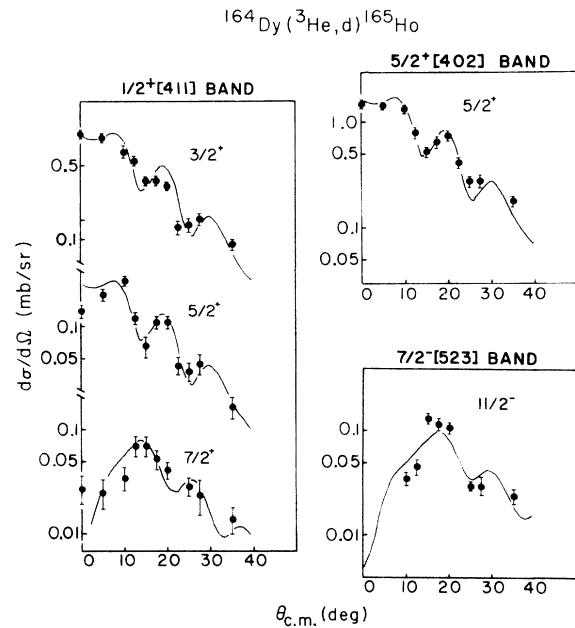 ¹⁶⁴Dy(³He,d)¹⁶⁵Ho
1/2⁺[411] BAND
3/2⁺
0.5
0.1
5/2⁺
0.1
0.05
7/2⁺
0.1
0.05
0.01
0 10 20 30 40
5/2⁺[402] BAND
5/2⁺
1.0
0.5
0.1
0.05
0 10 20 30 40
7/2⁻[523] BAND
11/2⁻
0.1
0.05
0.01
0 10 20 30 40
dσ/dΩ (mb/sr)
θc.m.(deg)